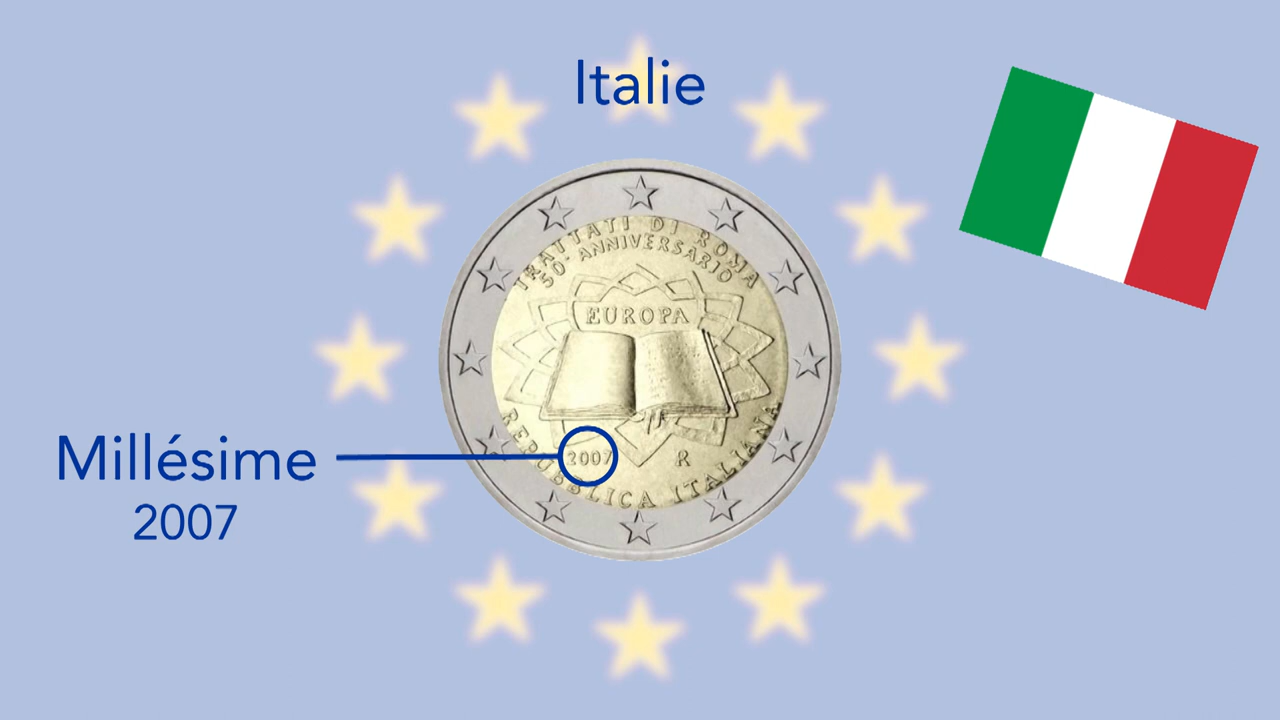 Italie
TRATTATI DI ROMA
50° ANNIVERSARIO
EUROPA
Millésime
2007
2007 R
REPUBBLICA ITALIANA